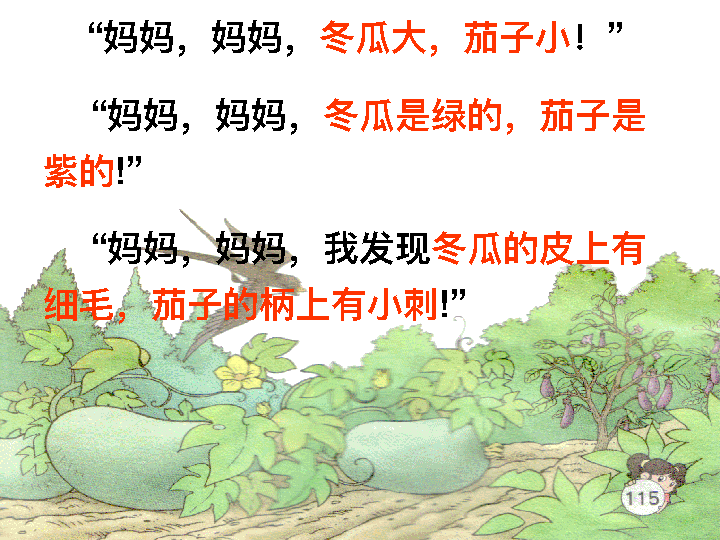 “妈妈，妈妈，冬瓜大，茄子小！”
“妈妈，妈妈，冬瓜是绿的，茄子是
紫的!”
“妈妈，妈妈，我发现冬瓜的皮上有
细毛，茄子的柄上有小刺!”
115